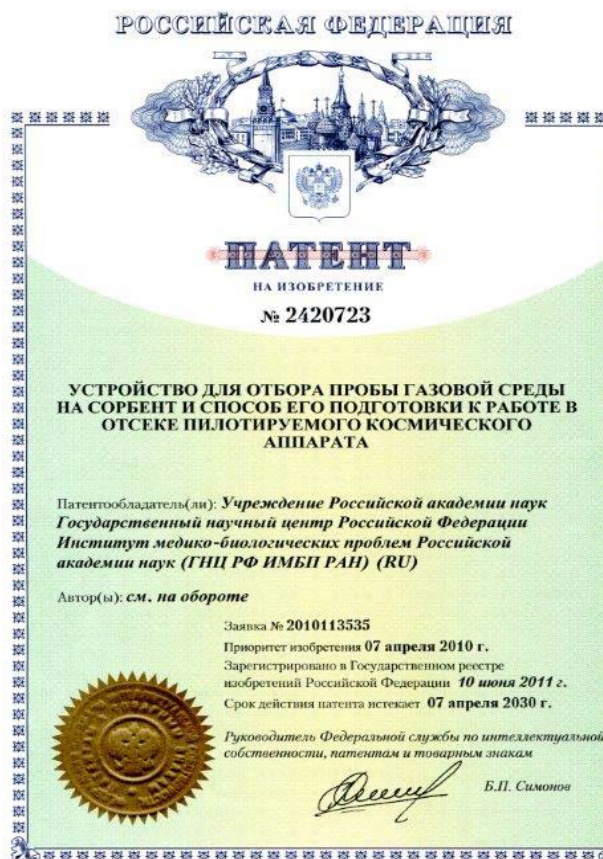 РОССИЙСКАЯ ФЕДЕРАЦИЯ
ПАТЕНТ
НА ИЗОБРЕТЕНИЕ
№ 2420723
УСТРОЙСТВО ДЛЯ ОТБОРА ПРОБЫ ГАЗОВОЙ СРЕДЫ
НА СОРБЕНТ И СПОСОБ ЕГО ПОДГОТОВКИ К РАБОТЕ В
ОТСЕКЕ ПИЛОТИРУЕМОГО КОСМИЧЕСКОГО
АППАРАТА
Патентообладатель(ли): Учреждение Российской академии наук
Государственный научный центр Российской Федерации
Институт медико-биологических проблем Российской
академии наук (ГНЦ РФ ИМБП РАН) (RU)
Автор(ы): см. на обороте
Заявка № 2010113535
Приоритет изобретения 07 апреля 2010 г.
Зарегистрировано в Государственном реестре
изобретений Российской Федерации 10 июня 2011 г.
Срок действия патента истекает 07 апреля 2030 г.
Руководитель Федеральной службы по интеллектуальной
собственности, патентам и товарным знакам
Б.П. Симонов